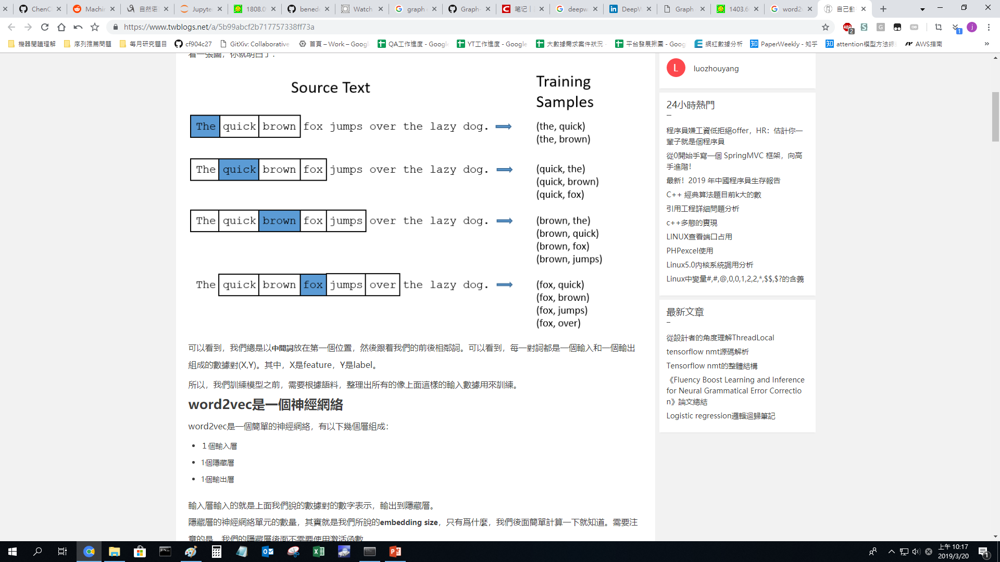 ChenC
Machin
自然语
Jupyte
1808.0
bened
Watch
graph
Graph-
笔记 |
deepw
DeepW
Graph
1403.6
word2
自己動
https://www.twblogs.net/a/5b99abcf2b717757338ff73a
機器閱讀理解
序列推薦問題
每月研究題目
cf904c27
GitXiv: Collaborative
首頁 – Work – Googl
QA工作進度 - Google
YT工作進度 - Google
大數據需求案件狀況 -
平台發展揪團 - Goog
網紅數據分析
PaperWeekly - 知乎
attention模型方法綜
AWS指南
看一張圖，你就明白了：
Source Text
Training
Samples
The quick brown fox jumps over the lazy dog.
(the, quick)
(the, brown)
The quick brown fox jumps over the lazy dog.
(quick, the)
(quick, brown)
(quick, fox)
The quick brown fox jumps over the lazy dog.
(brown, the)
(brown, quick)
(brown, fox)
(brown, jumps)
The quick brown fox jumps over the lazy dog.
(fox, quick)
(fox, brown)
(fox, jumps)
(fox, over)
可以看到，我們總是以中間詞放在第一個位置，然後跟着我們的前後相鄰詞。可以看到，每一對詞都是一個輸入和一個輸出
組成的數據對(X,Y)。其中，X是feature，Y是label。
所以，我們訓練模型之前，需要根據語料，整理出所有的像上面這樣的輸入數據用來訓練。
word2vec是一個神經網絡
word2vec是一個簡單的神經網絡，有以下幾個層組成：
• 1 個輸入層
• 1個隱藏層
• 1個輸出層
輸入層輸入的就是上面我們說的數據對的數字表示，輸出到隱藏層。
隱藏層的神經網絡單元的數量，其實就是我們所說的embedding size，只有爲什麼，我們後面簡單計算一下就知道。需要注
意的是，我們的隱藏層後面不需要使用激活函數。
L
luozhouyang
24小時熱門
程序員嫌工資低拒絕offer，HR：估計你一
輩子就是個程序員
從0開始手寫一個 SpringMVC 框架，向高
手進階！
最新！2019 年中國程序員生存報告
C++ 經典算法題目前k大的數
引用工程詳細問題分析
c++多態的實現
LINUX查看端口占用
PHPexcel使用
Linux5.0內核系統調用分析
Linux中變量#,#,@,0,0,1,2,2,*,$$,$?的含義
最新文章
從設計者的角度理解ThreadLocal
tensorflow nmt源碼解析
Tensorflow nmt的整體結構
《Fluency Boost Learning and Inference
for Neural Grammatical Error Correctio
n》論文總結
Logistic regression邏輯迴歸筆記
上午 10:17
2019/3/20